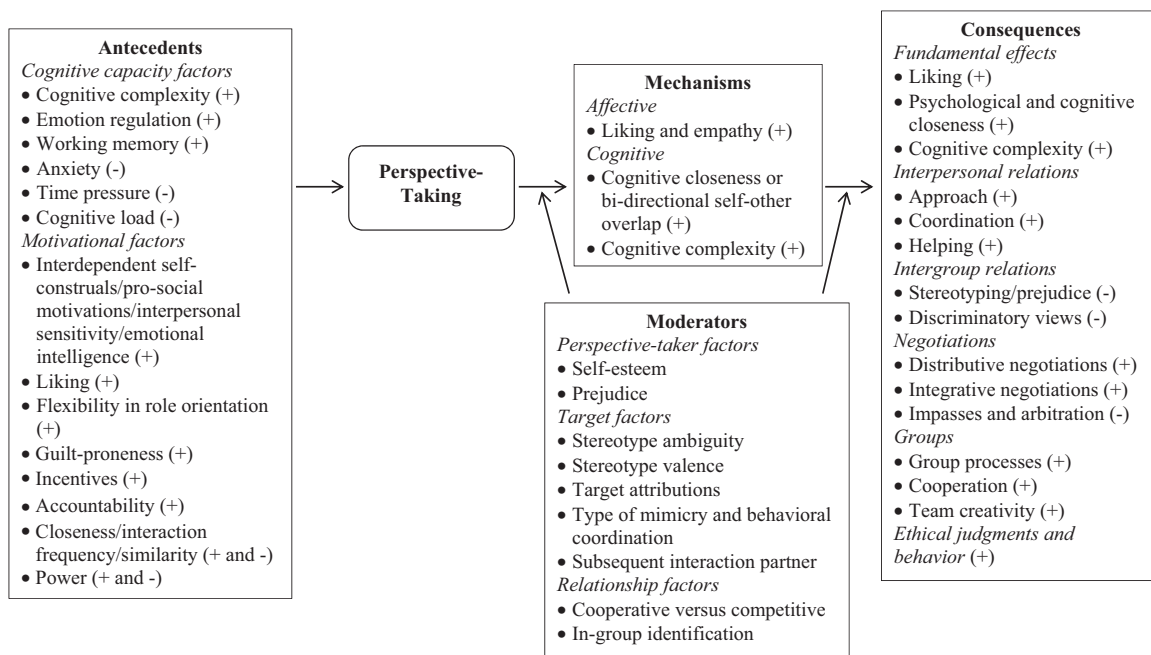 Antecedents
Cognitive capacity factors
• Cognitive complexity (+)
• Emotion regulation (+)
• Working memory (+)
• Anxiety (-)
• Time pressure (-)
• Cognitive load (-)
Motivational factors
• Interdependent self-
construals/pro-social
motivations/interpersonal
sensitivity/emotional
intelligence (+)
• Liking (+)
• Flexibility in role orientation
(+)
• Guilt-proneness (+)
• Incentives (+)
• Accountability (+)
• Closeness/interaction
frequency/similarity (+ and -)
• Power (+ and -)
Perspective-
Taking
Mechanisms
Affective
• Liking and empathy (+)
Cognitive
• Cognitive closeness or
bi-directional self-other
overlap (+)
• Cognitive complexity (+)
Moderators
Perspective-taker factors
• Self-esteem
• Prejudice
Target factors
• Stereotype ambiguity
• Stereotype valence
• Target attributions
• Type of mimicry and behavioral
coordination
• Subsequent interaction partner
Relationship factors
• Cooperative versus competitive
• In-group identification
Consequences
Fundamental effects
• Liking (+)
• Psychological and cognitive
closeness (+)
• Cognitive complexity (+)
Interpersonal relations
• Approach (+)
• Coordination (+)
• Helping (+)
Intergroup relations
• Stereotyping/prejudice (-)
• Discriminatory views (-)
Negotiations
• Distributive negotiations (+)
• Integrative negotiations (+)
• Impasses and arbitration (-)
Groups
• Group processes (+)
• Cooperation (+)
• Team creativity (+)
Ethical judgments and
behavior (+)